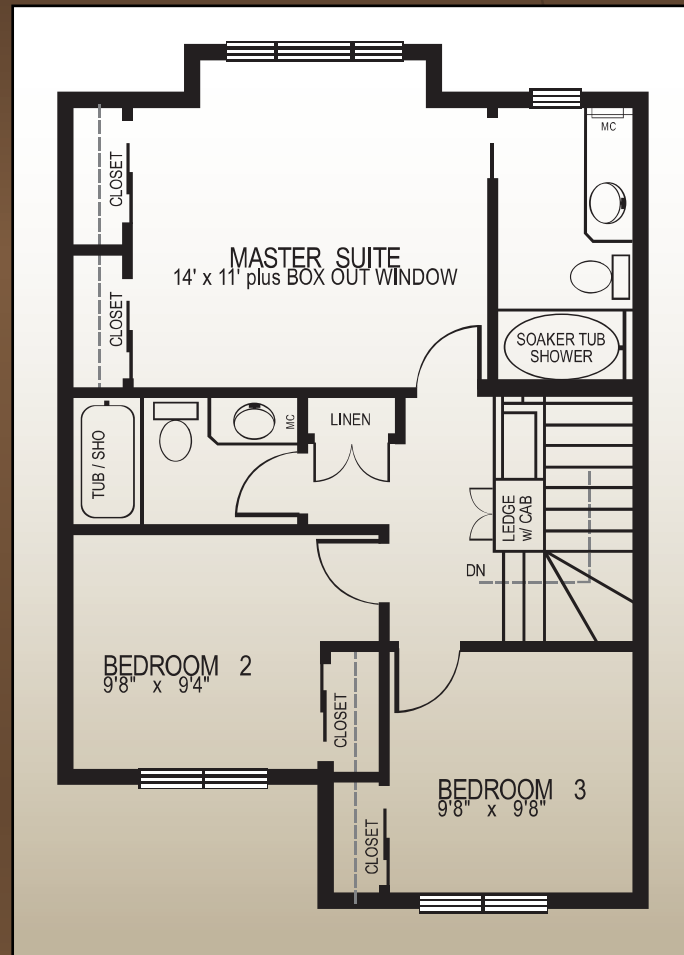 MC
CLOSET
MASTER SUITE
14' x 11' plus BOX OUT WINDOW
CLOSET
SOAKER TUB
SHOWER
LINEN
MC
TUB / SHO
LEDGE
w/ CAB
DN
BEDROOM 2
9'8" x 9'4"
CLOSET
BEDROOM 3
9'8" x 9'8"
CLOSET